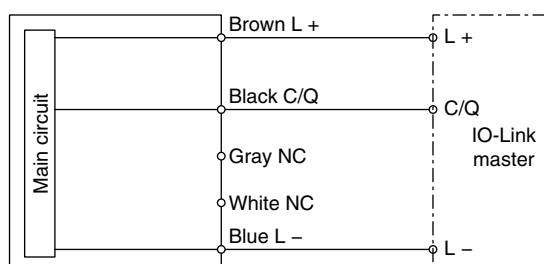 Brown L +
L +
Black C/Q
C/Q
Main circuit
IO-Link
master
Gray NC
White NC
Blue L –
L –